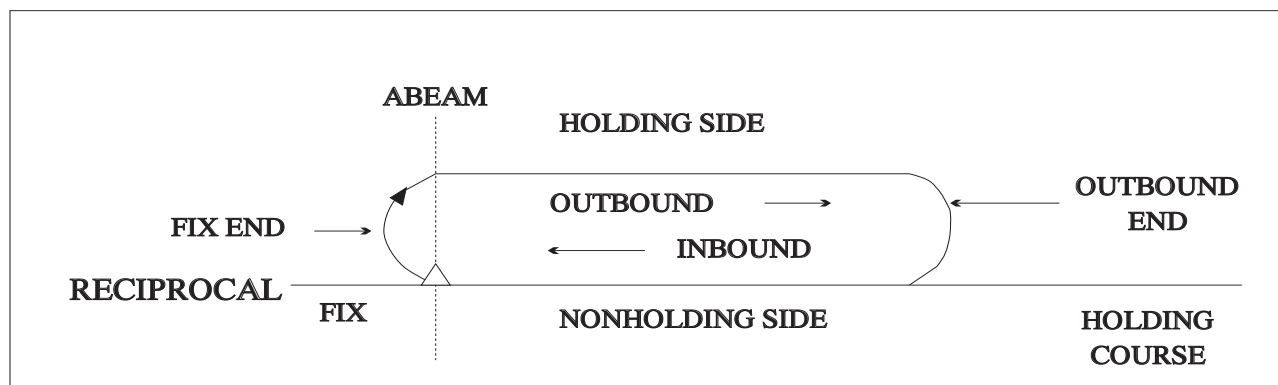 ABEAM
HOLDING SIDE
OUTBOUND
OUTBOUND
END
FIX END
INBOUND
RECIPROCAL
FIX
NONHOLDING SIDE
HOLDING
COURSE